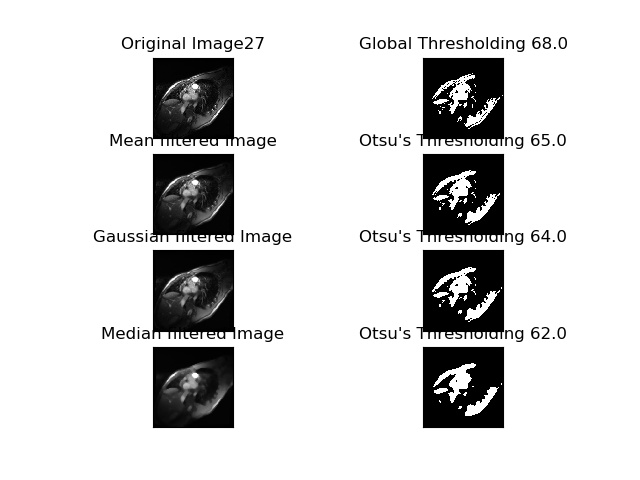 Original Image27
Global Thresholding 68.0
Mean filtered Image
Otsu's Thresholding 65.0
Gaussian filtered Image
Otsu's Thresholding 64.0
Median filtered Image
Otsu's Thresholding 62.0